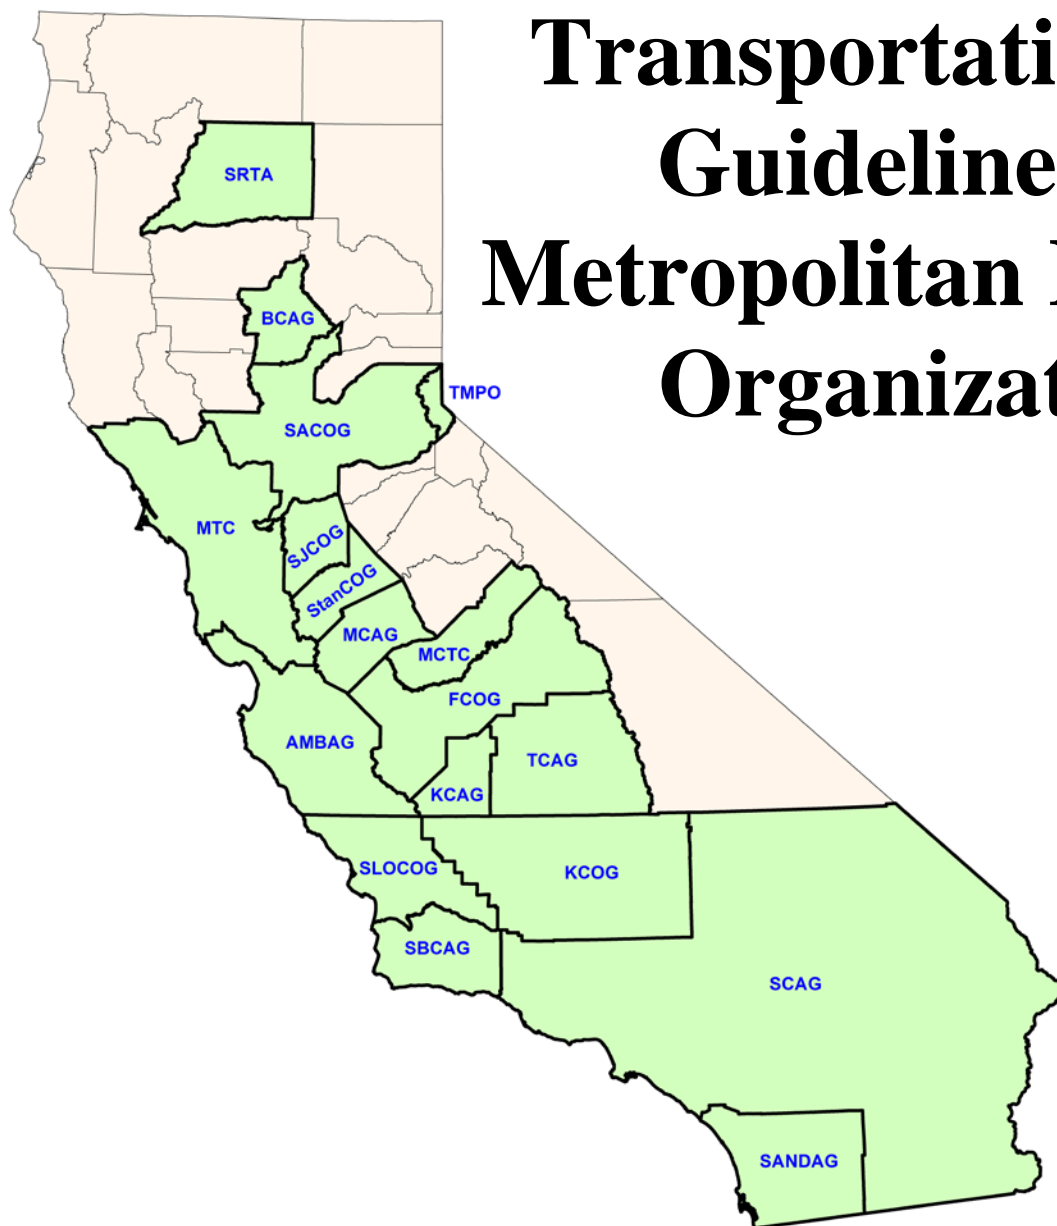 Transportati
Guideline
Metropolitan
Organizat
SRTA
BCAG
TMPO
SACOG
MTC
SJCOG
StanCOG
MCAG
MCTC
FCOG
AMBAG
TCAG
KCAG
SLOCOG
KCOG
SBCAG
SCAG
SANDAG